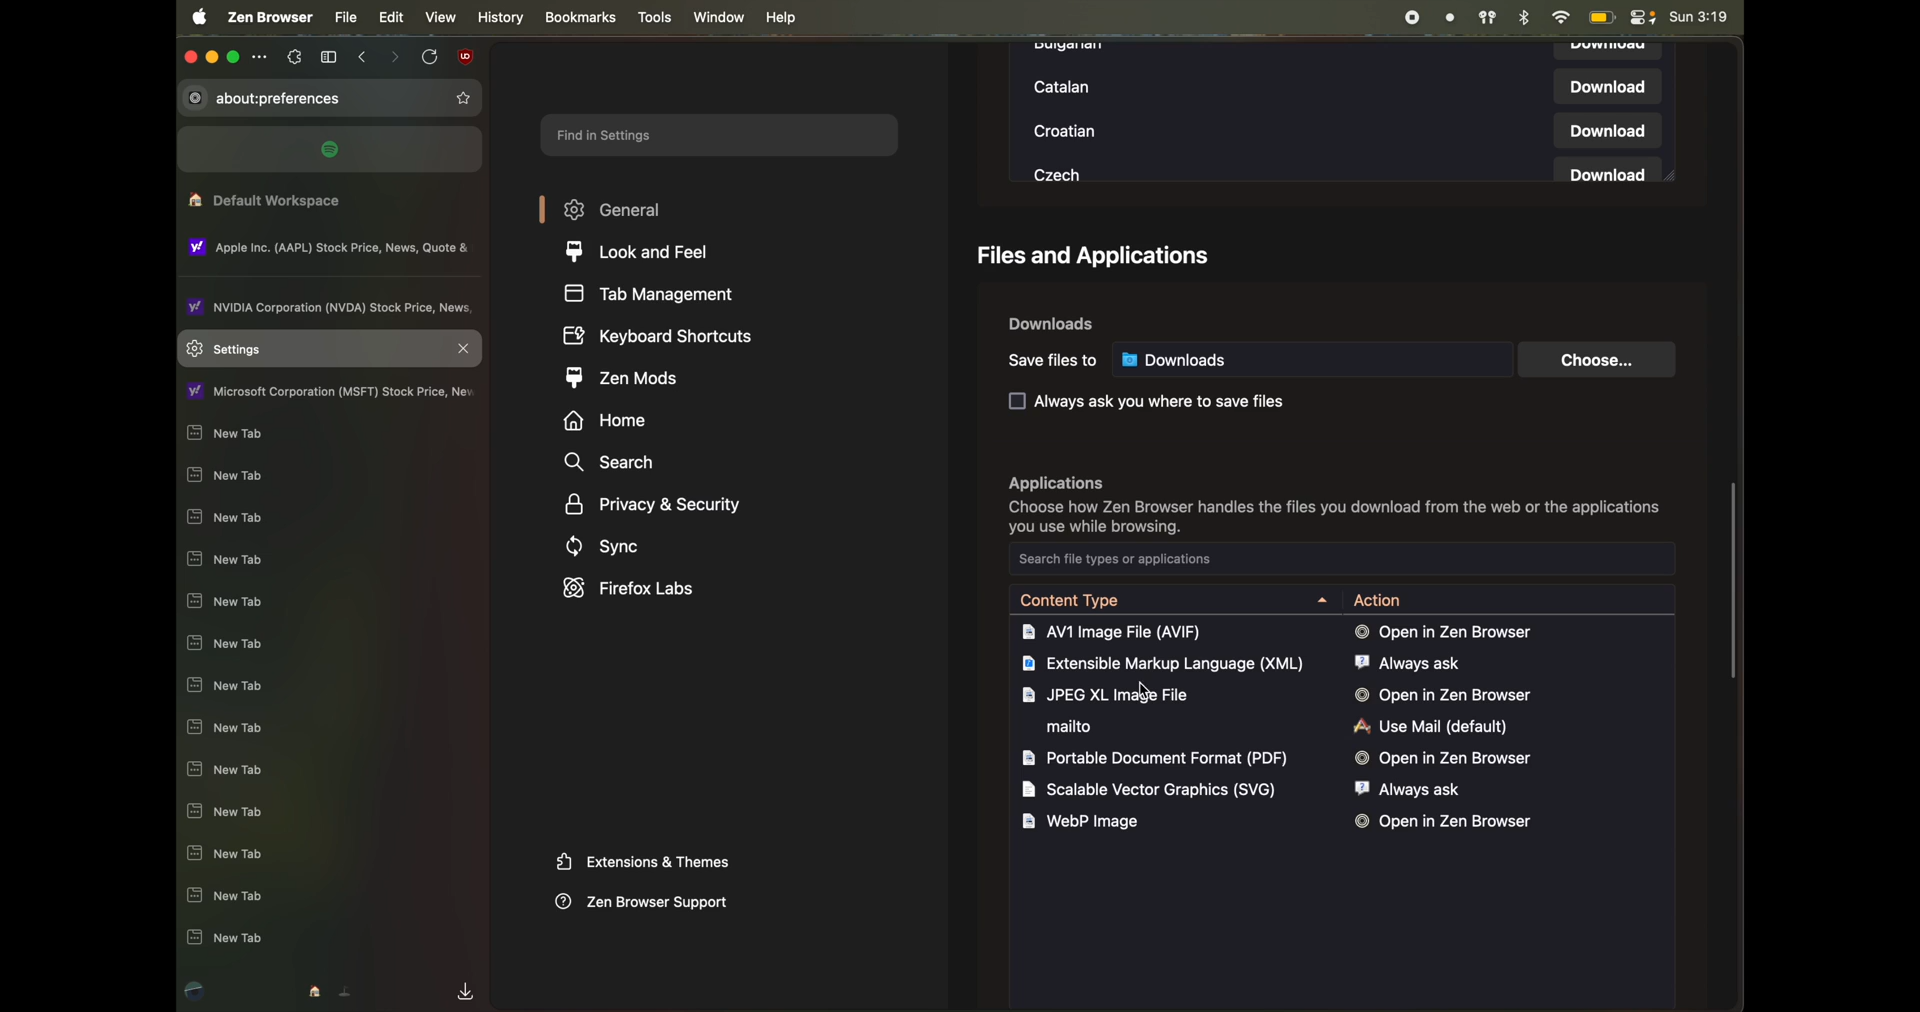 Zen Browser File Edit View History Bookmarks Tools Window Help Sun 3:19
about:preferences
Default Workspace
Apple Inc. (AAPL) Stock Price, News, Quote &
NVIDIA Corporation (NVDA) Stock Price, News,
Settings
Microsoft Corporation (MSFT) Stock Price, New
New Tab
New Tab
New Tab
New Tab
New Tab
New Tab
New Tab
New Tab
New Tab
New Tab
New Tab
New Tab
New Tab
Find in Settings
General
Look and Feel
Tab Management
Keyboard Shortcuts
Zen Mods
Home
Search
Privacy & Security
Sync
Firefox Labs
Extensions & Themes
Zen Browser Support
Bulgarian Download
Catalan Download
Croatian Download
Czech Download
Files and Applications
Downloads
Save files to Downloads Choose...
Always ask you where to save files
Applications
Choose how Zen Browser handles the files you download from the web or the applications
you use while browsing.
Search file types or applications
Content Type Action
AV1 Image File (AVIF) Open in Zen Browser
Extensible Markup Language (XML) Always ask
JPEG XL Image File Open in Zen Browser
mailto Use Mail (default)
Portable Document Format (PDF) Open in Zen Browser
Scalable Vector Graphics (SVG) Always ask
WebP Image Open in Zen Browser